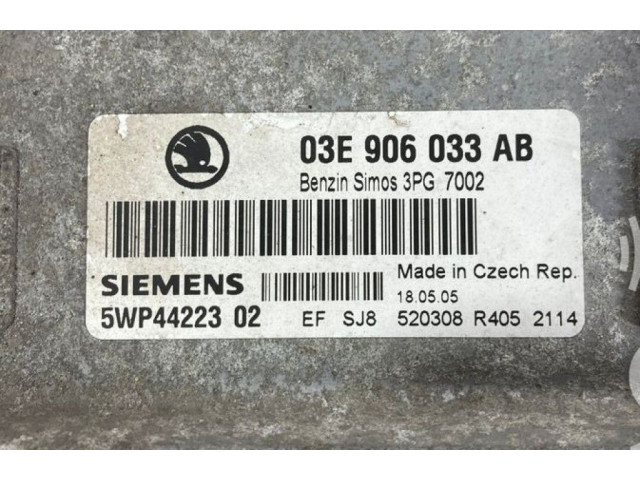 03E 906 033 AB
Benzin Simos 3PG 7002
SIEMENS
Made in Czech Rep.
18.05.05
5WP44223 02 EF SJ8 520308 R405 2114